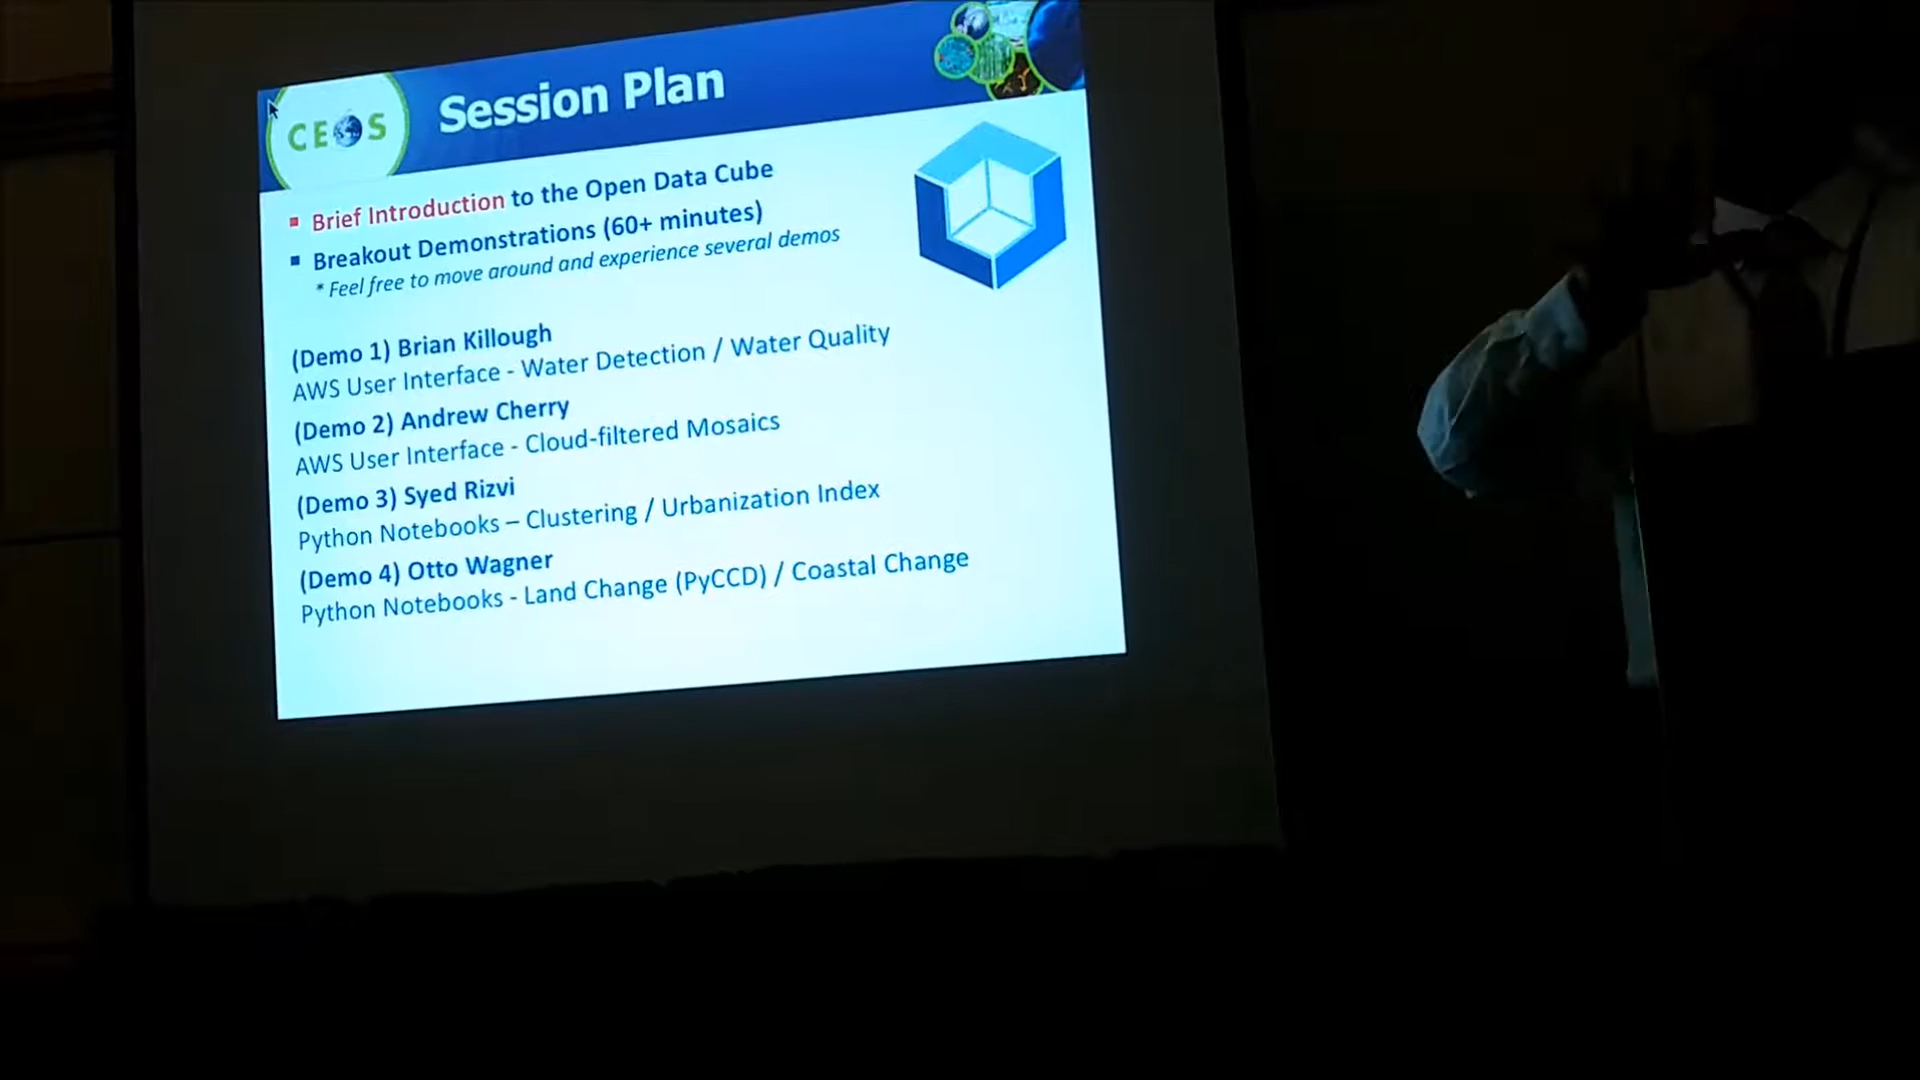 CEOS
Session Plan
▪ Brief Introduction to the Open Data Cube
▪ Breakout Demonstrations (60+ minutes)
* Feel free to move around and experience several demos
(Demo 1) Brian Killough
AWS User Interface - Water Detection / Water Quality
(Demo 2) Andrew Cherry
AWS User Interface - Cloud-filtered Mosaics
(Demo 3) Syed Rizvi
Python Notebooks – Clustering / Urbanization Index
(Demo 4) Otto Wagner
Python Notebooks - Land Change (PyCCD) / Coastal Change